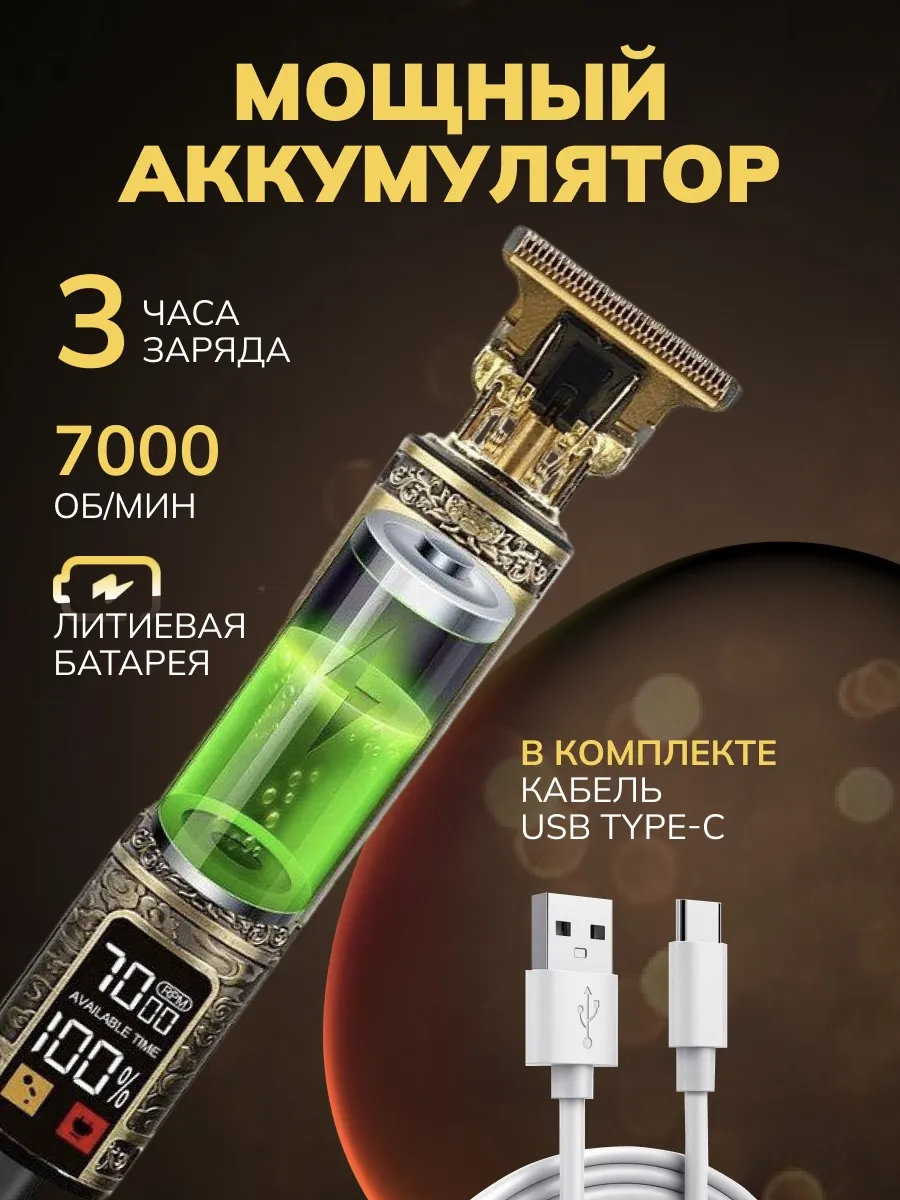 МОЩНЫЙ
АККУМУЛЯТОР
3 ЧАСА
ЗАРЯДА
7000
ОБ/МИН
ЛИТИЕВАЯ
БАТАРЕЯ
В КОМПЛЕКТЕ
КАБЕЛЬ
USB TYPE-C
7000 RPM
AVAILABLE TIME
100%